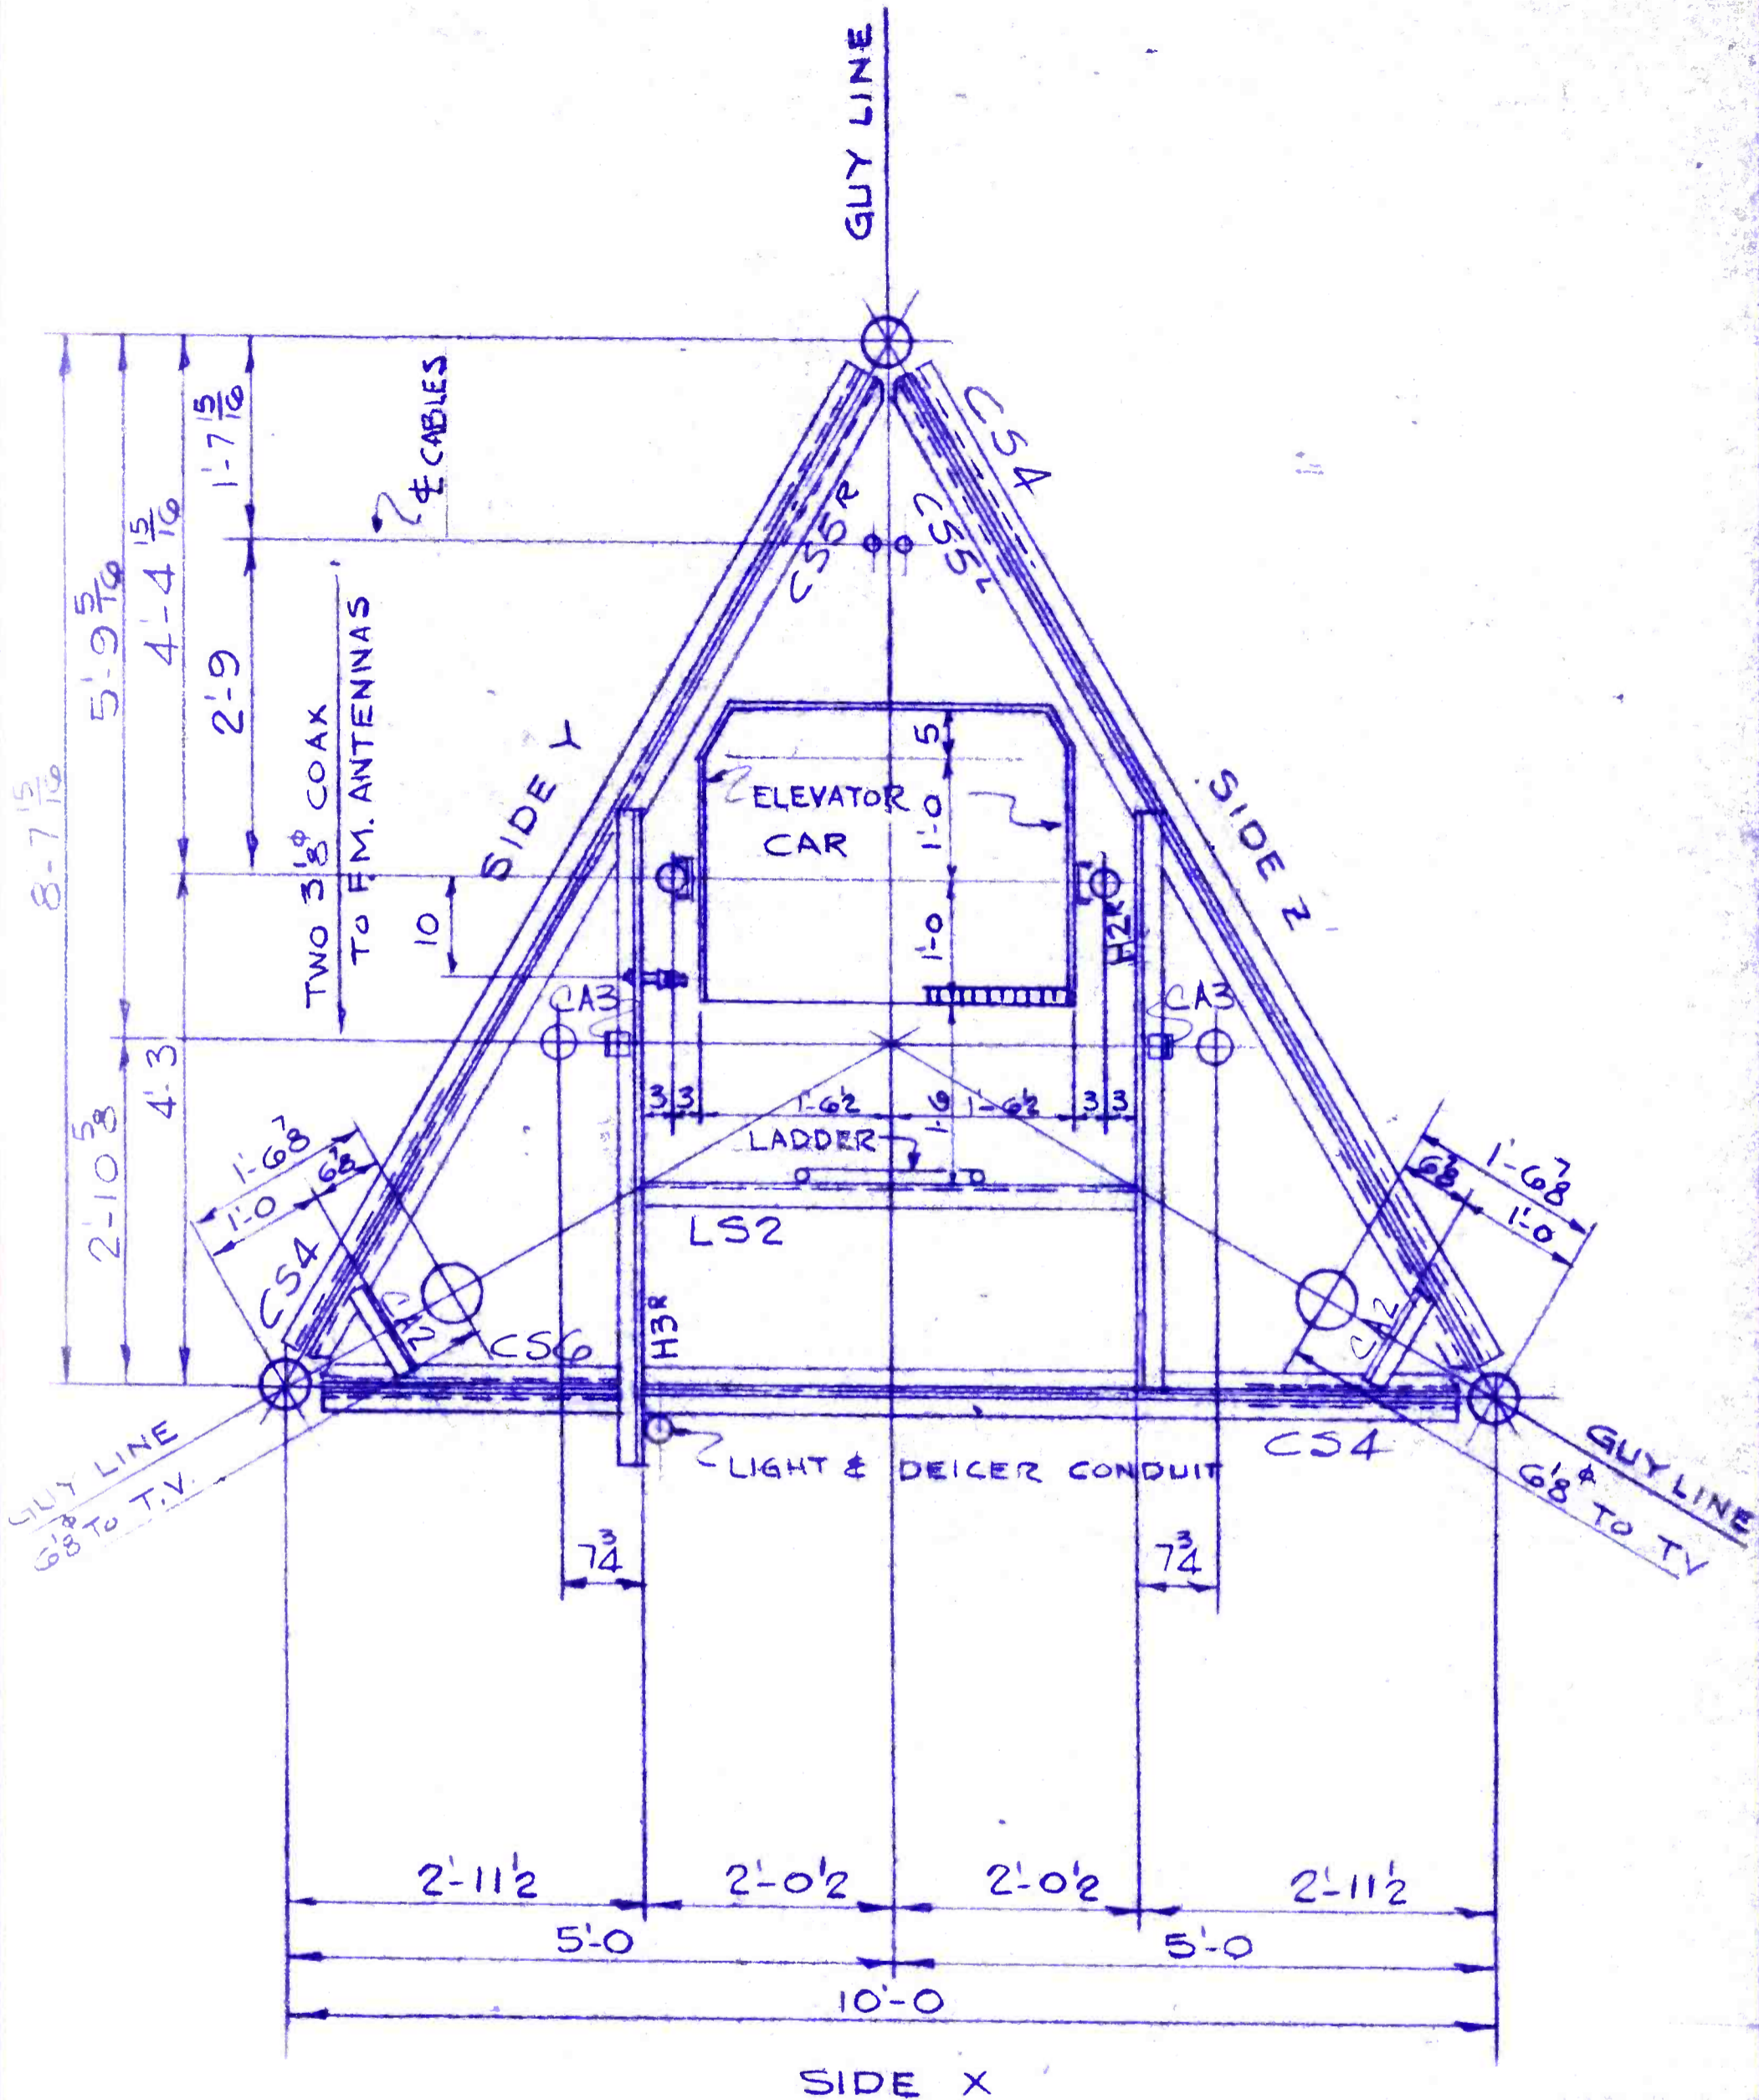 GUY LINE
℄ CABLES
1'-7 5/16
CS4
CS5R
CS5L
8'-7 15/16
5'-9 5/16
4'-4 15/16
2'-9
TWO 3 1/8 φ COAX
TO F.M. ANTENNAS
SIDE Y
SIDE Z
5
ELEVATOR
CAR
1'-0
1'-0
10
H2R
CA3
CA3
4'-3
2'-10 5/8
3
3
1'-6 1/2
1'-6
1'-6 1/2
3
3
LADDER
1'-6 7/8
6 7/8
1'-0
1'-6 7/8
6 7/8
1'-0
LS2
CS4
CA2
CS6
H3R
CA2
CS4
LIGHT & DEICER CONDUIT
GUY LINE
6 1/8 φ TO T.V.
GUY LINE
6 1/8 φ TO TV
7 3/4
7 3/4
2'-11 1/2
2'-0 1/2
2'-0 1/2
2'-11 1/2
5'-0
5'-0
10'-0
SIDE X